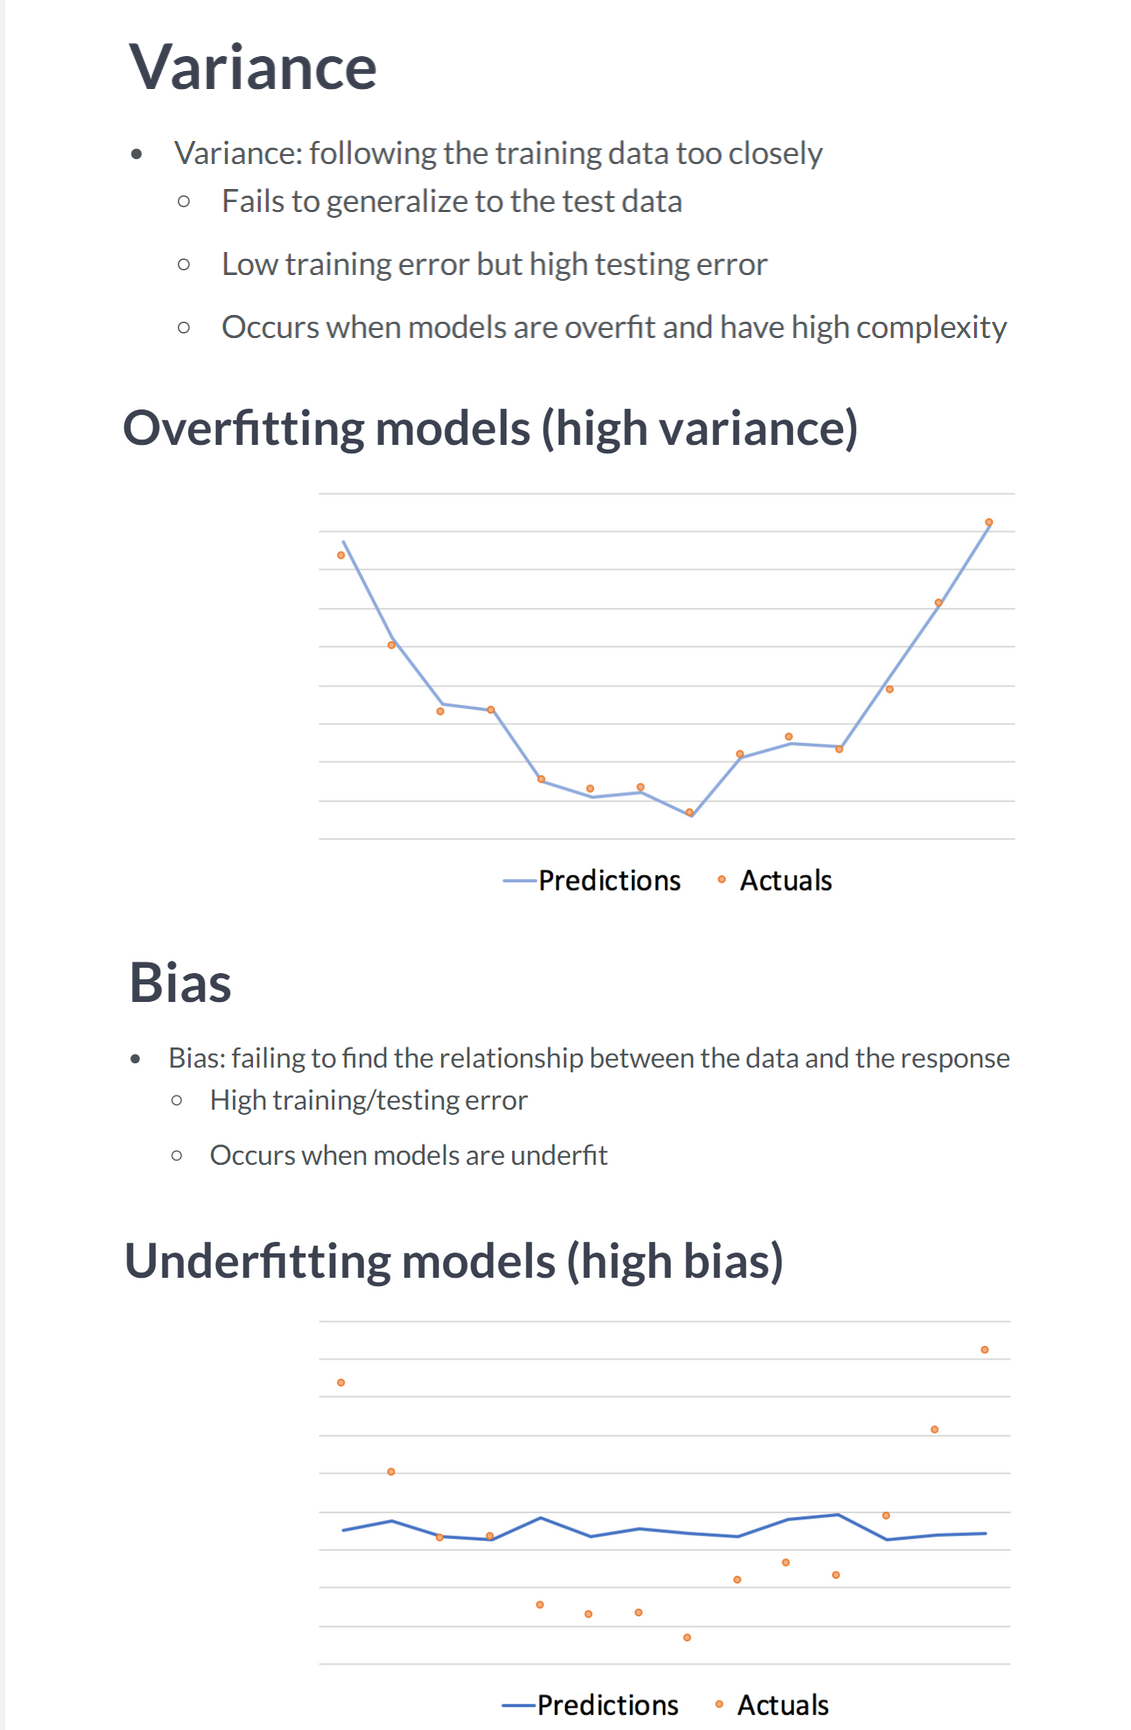 Variance
• Variance: following the training data too closely
○ Fails to generalize to the test data
○ Low training error but high testing error
○ Occurs when models are overfit and have high complexity
Overfitting models (high variance)
Predictions Actuals
Bias
• Bias: failing to find the relationship between the data and the response
○ High training/testing error
○ Occurs when models are underfit
Underfitting models (high bias)
Predictions Actuals